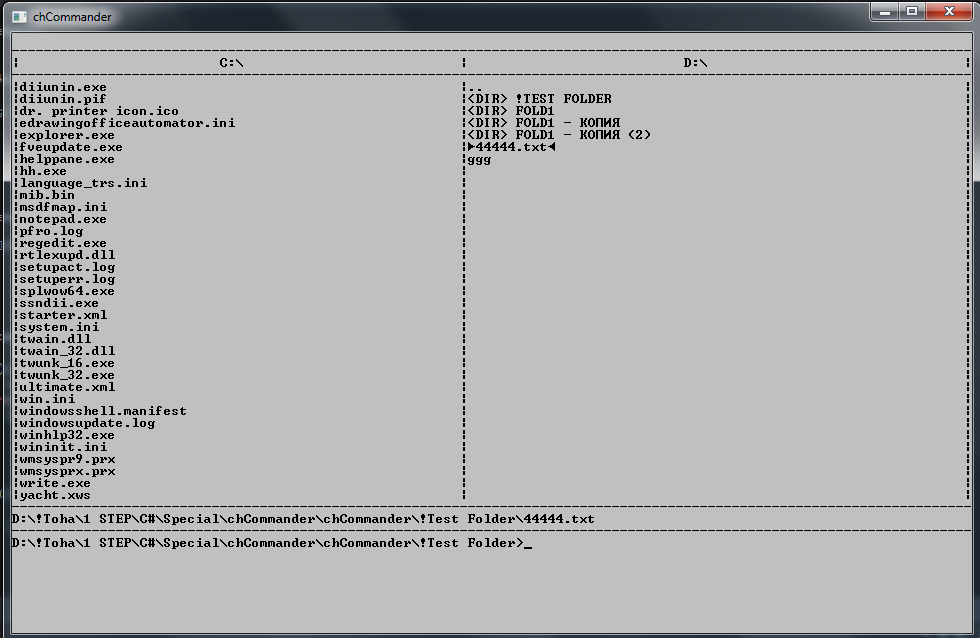 chCommander
C:\ D:\
diiunin.exe ..
diiunin.pif <DIR> !TEST FOLDER
dr. printer icon.ico <DIR> FOLD1
edrawingofficeautomator.ini <DIR> FOLD1 - КОПИЯ
explorer.exe <DIR> FOLD1 - КОПИЯ (2)
fveupdate.exe ►44444.txt◄
helppane.exe ggg
hh.exe
language_trs.ini
mib.bin
msdfmap.ini
notepad.exe
pfro.log
regedit.exe
rtlexupd.dll
setupact.log
setuperr.log
splwow64.exe
ssndii.exe
starter.xml
system.ini
twain.dll
twain_32.dll
twunk_16.exe
twunk_32.exe
ultimate.xml
win.ini
windowsshell.manifest
windowsupdate.log
winhlp32.exe
wininit.ini
wmsyspr9.prx
wmsysprx.prx
write.exe
yacht.xws
D:\!Toha\1 STEP\C#\Special\chCommander\chCommander\!Test Folder\44444.txt
D:\!Toha\1 STEP\C#\Special\chCommander\chCommander\!Test Folder>_